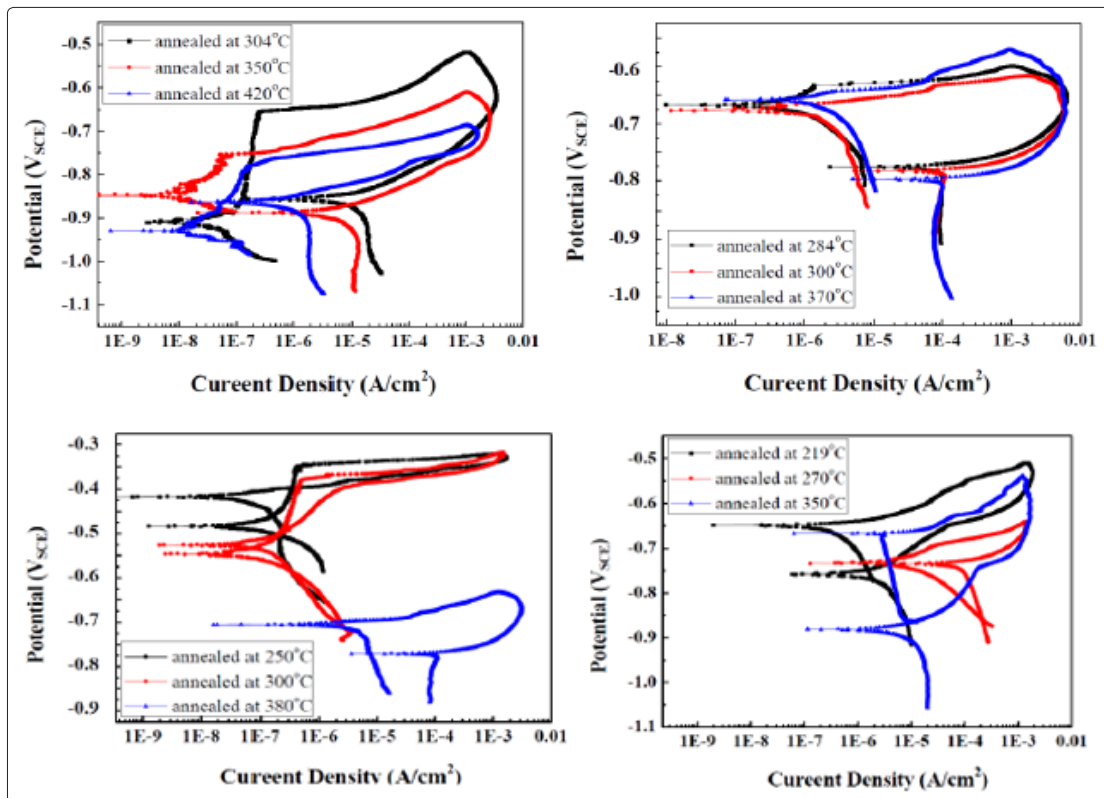 annealed at 304°C
annealed at 350°C
annealed at 420°C
-0.5
-0.6
-0.7
-0.8
-0.9
-1.0
-1.1
Potential (V_SCE)
1E-9 1E-8 1E-7 1E-6 1E-5 1E-4 1E-3 0.01
Cureent Density (A/cm²)
-0.6
-0.7
-0.8
-0.9
-1.0
Potential (V_SCE)
annealed at 284°C
annealed at 300°C
annealed at 370°C
1E-8 1E-7 1E-6 1E-5 1E-4 1E-3 0.01
Cureent Density (A/cm²)
-0.3
-0.4
-0.5
-0.6
-0.7
-0.8
-0.9
Potential (V_SCE)
annealed at 250°C
annealed at 300°C
annealed at 380°C
1E-9 1E-8 1E-7 1E-6 1E-5 1E-4 1E-3 0.01
Cureent Density (A/cm²)
annealed at 219°C
annealed at 270°C
annealed at 350°C
-0.5
-0.6
-0.7
-0.8
-0.9
-1.0
-1.1
Potential (V_SCE)
1E-9 1E-8 1E-7 1E-6 1E-5 1E-4 1E-3 0.01
Cureent Density (A/cm²)